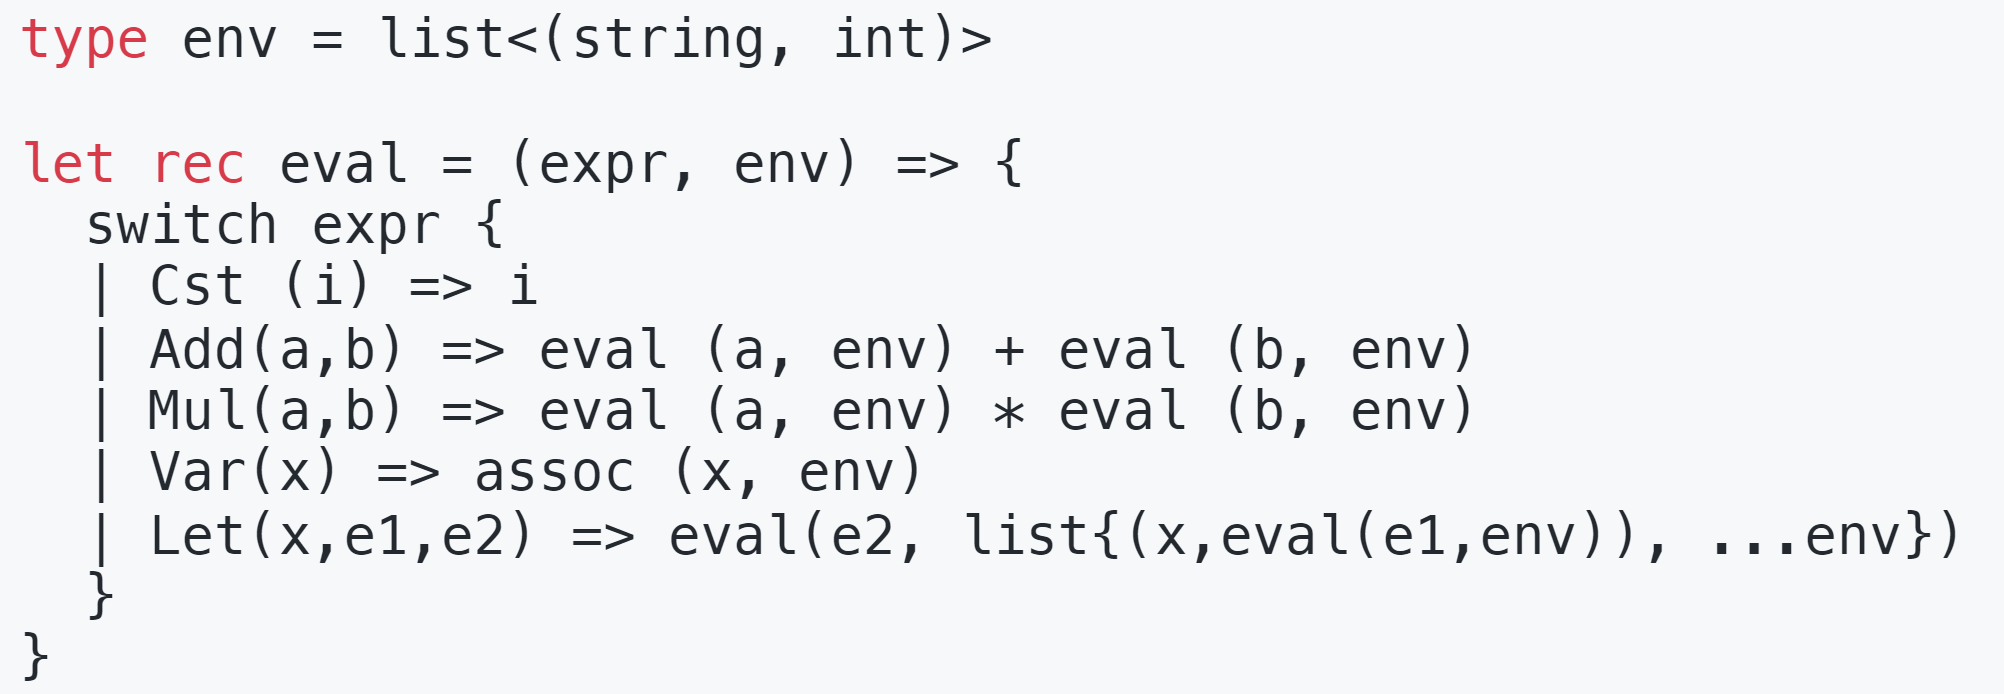 type env = list<(string, int)>

let rec eval = (expr, env) => {
  switch expr {
  | Cst (i) => i
  | Add(a,b) => eval (a, env) + eval (b, env)
  | Mul(a,b) => eval (a, env) * eval (b, env)
  | Var(x) => assoc (x, env)
  | Let(x,e1,e2) => eval(e2, list{(x,eval(e1,env)), ...env})
  }
}